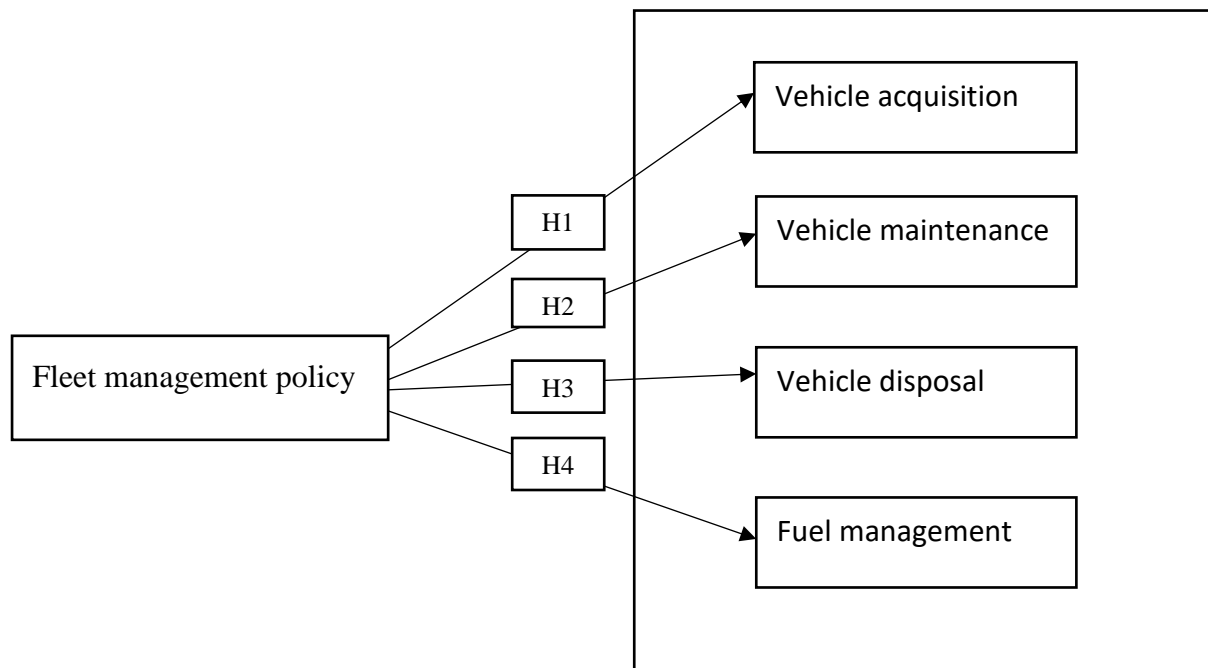 Vehicle acquisition
H1
Vehicle maintenance
H2
Fleet management policy
H3
Vehicle disposal
H4
Fuel management